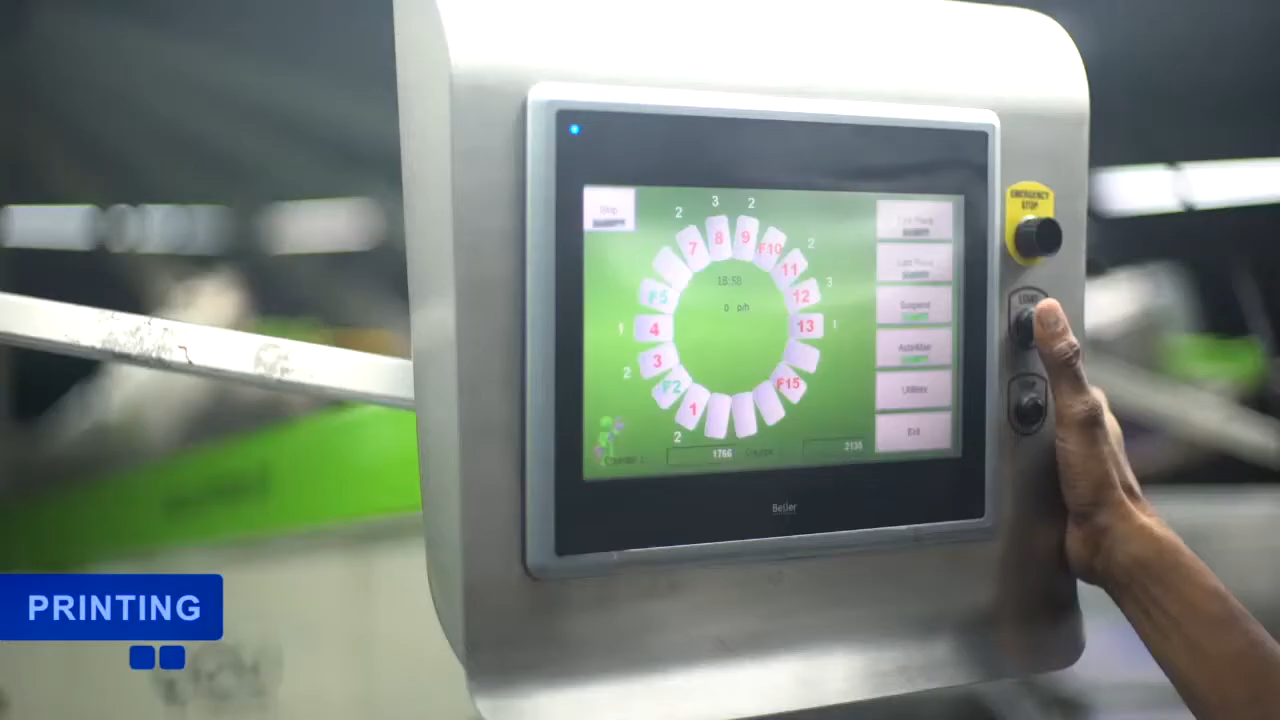 EMERGENCY
STOP
Skip
2 3 2
7 8 9 F10 2
11
F5 18:58 12 3
0 p/h
1 4 13 1
2 3
F2 F15
1
2
1766 2135
Suspend
Utilities
Exit
Beijer
PRINTING